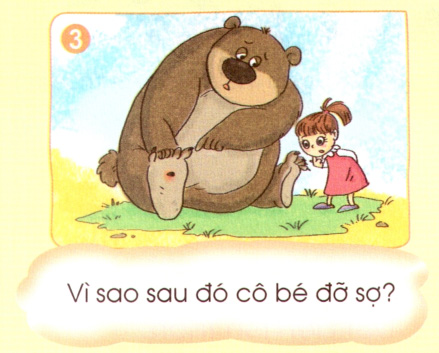 3
Vì sao sau đó cô bé đỡ sợ?